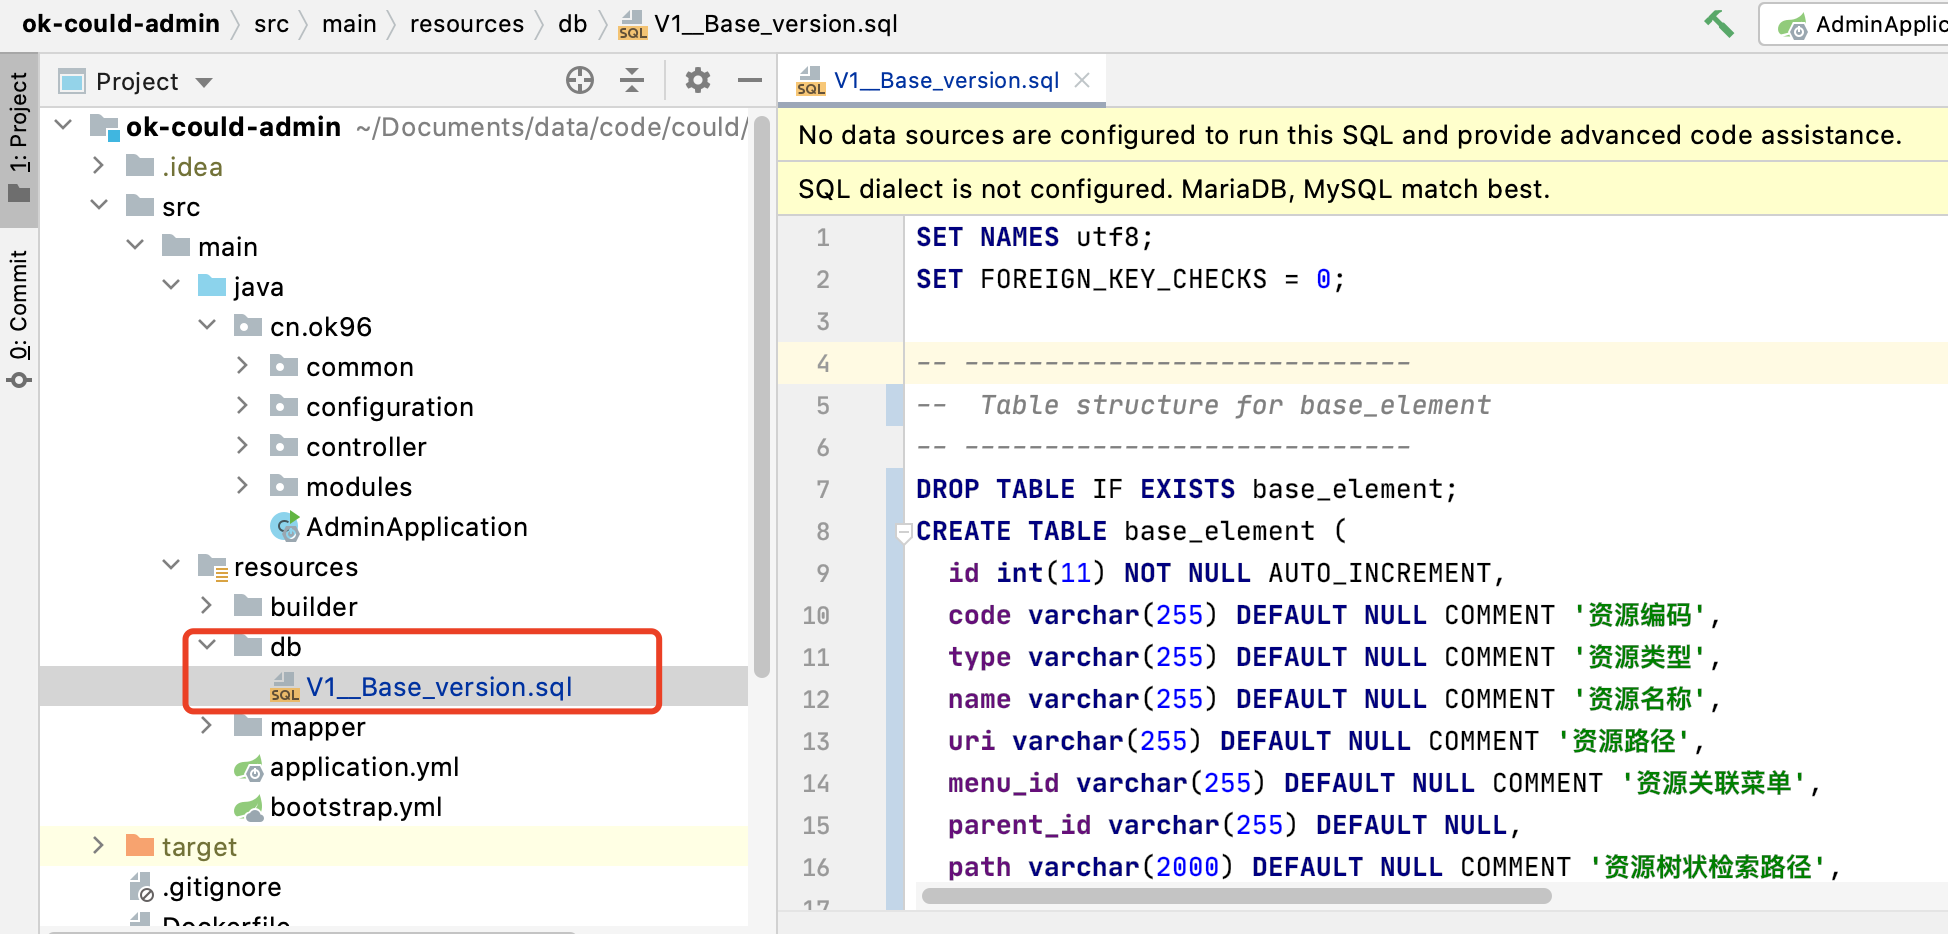 ok-could-admin src main resources db V1__Base_version.sql AdminApplic
1: Project
0: Commit
Project
ok-could-admin ~/Documents/data/code/could/
.idea
src
main
java
cn.ok96
common
configuration
controller
modules
AdminApplication
resources
builder
db
SQL V1__Base_version.sql
mapper
application.yml
bootstrap.yml
target
.gitignore
Dockerfile
SQL V1__Base_version.sql
No data sources are configured to run this SQL and provide advanced code assistance.
SQL dialect is not configured. MariaDB, MySQL match best.
1 SET NAMES utf8;
2 SET FOREIGN_KEY_CHECKS = 0;
3
4 -- ----------------------------
5 --  Table structure for base_element
6 -- ----------------------------
7 DROP TABLE IF EXISTS base_element;
8 CREATE TABLE base_element (
9 id int(11) NOT NULL AUTO_INCREMENT,
10 code varchar(255) DEFAULT NULL COMMENT '资源编码',
11 type varchar(255) DEFAULT NULL COMMENT '资源类型',
12 name varchar(255) DEFAULT NULL COMMENT '资源名称',
13 uri varchar(255) DEFAULT NULL COMMENT '资源路径',
14 menu_id varchar(255) DEFAULT NULL COMMENT '资源关联菜单',
15 parent_id varchar(255) DEFAULT NULL,
16 path varchar(2000) DEFAULT NULL COMMENT '资源树状检索路径',
17